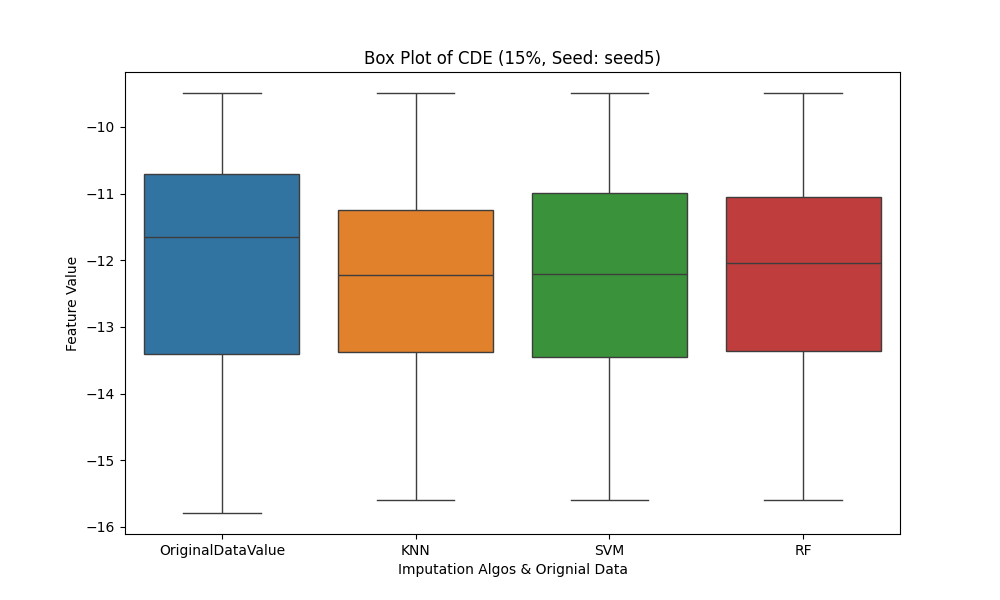 Box Plot of CDE (15%, Seed: seed5)
Feature Value
−10
−11
−12
−13
−14
−15
−16
OriginalDataValue
KNN
SVM
RF
Imputation Algos & Orignial Data